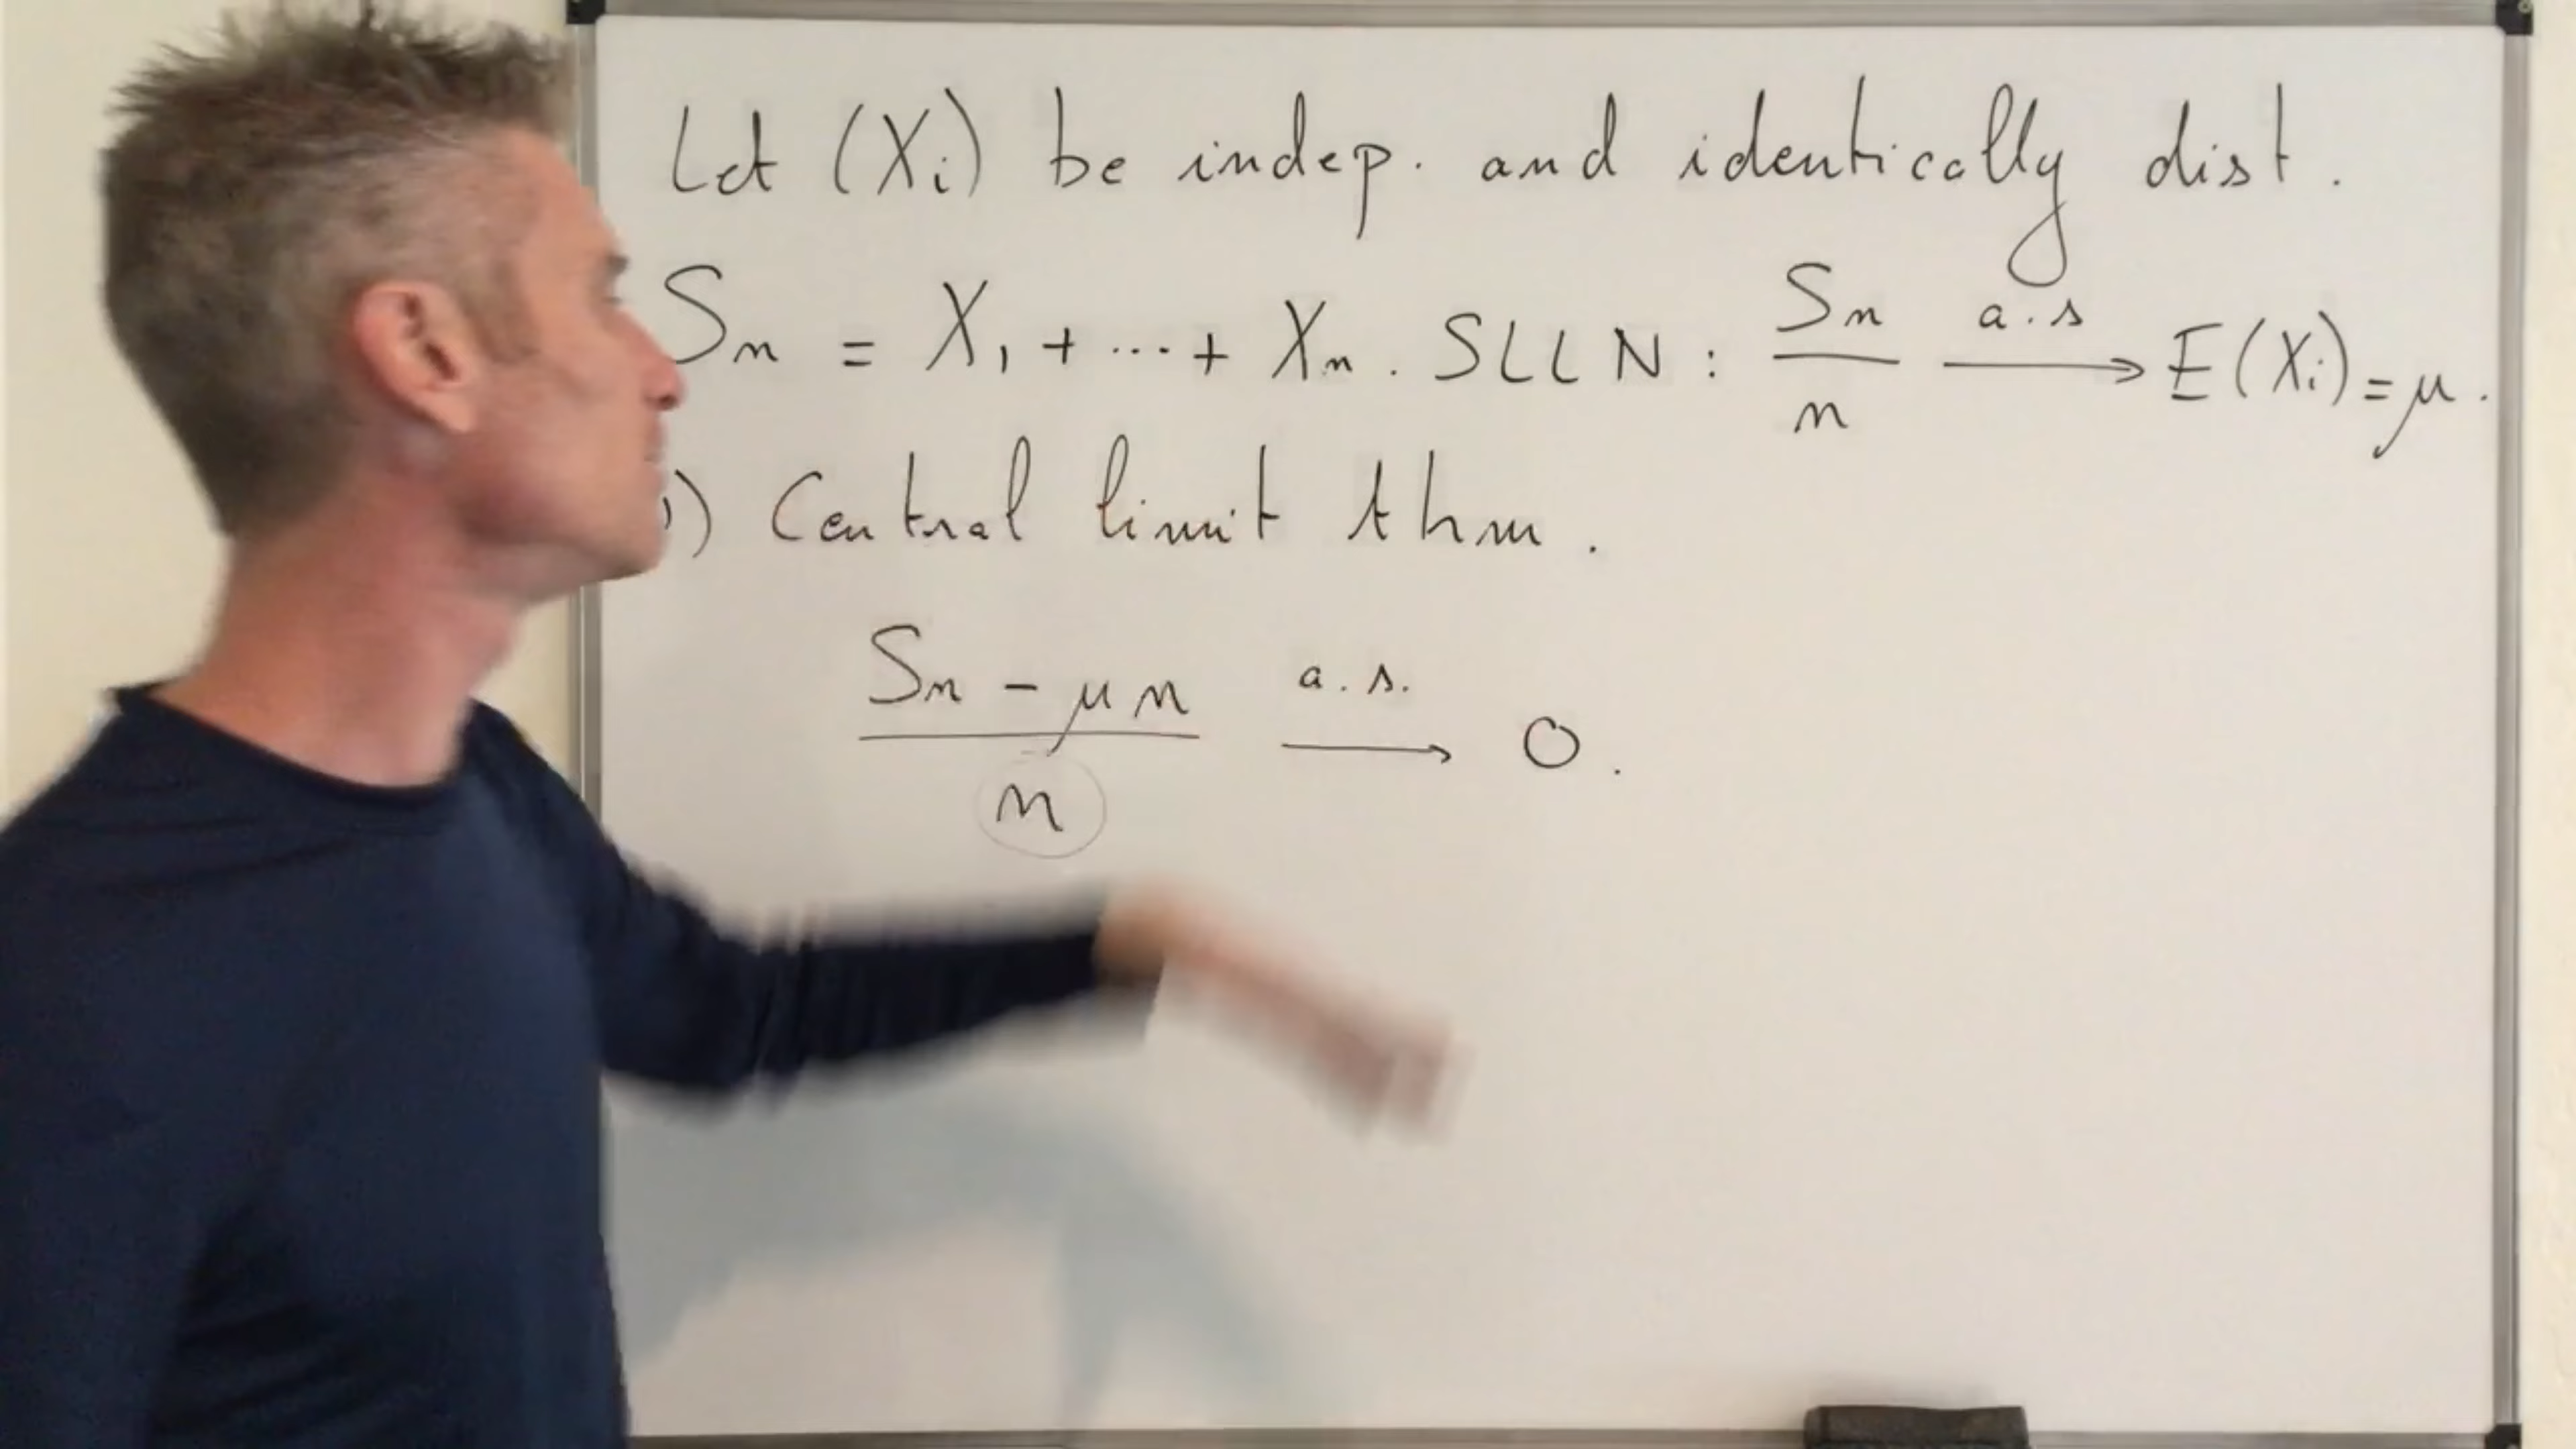 Let (Xi) be indep. and identically dist.
Sn = X1 + ... + Xn. SLLN: Sn/n a.s → E(Xi) = μ.
1) Central limit thm.
(Sn - μn)/n a.s. → 0.